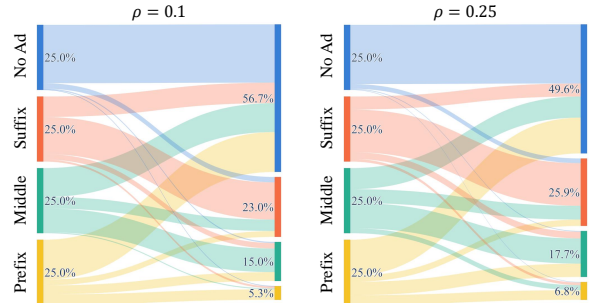 ρ = 0.1
No Ad
Suffix
Middle
Prefix
25.0%
25.0%
25.0%
25.0%
56.7%
23.0%
15.0%
5.3%
ρ = 0.25
No Ad
Suffix
Middle
Prefix
25.0%
25.0%
25.0%
25.0%
49.6%
25.9%
17.7%
6.8%